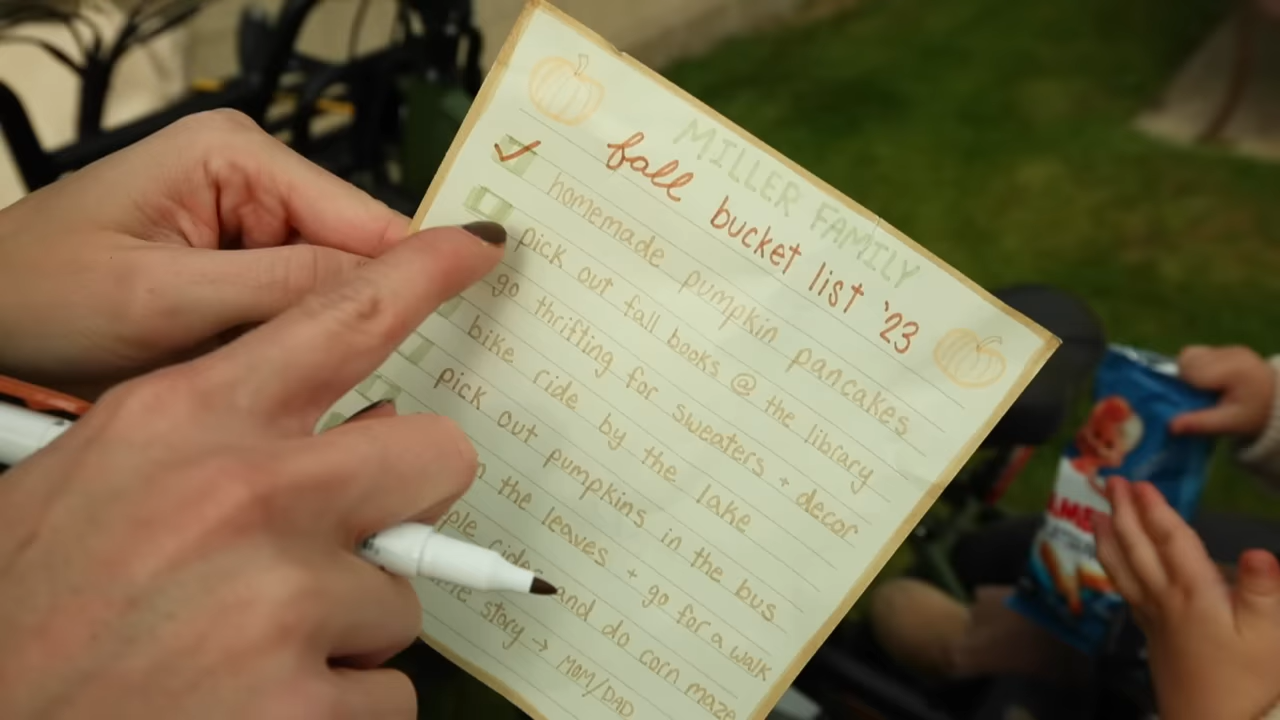 MILLER FAMILY
fall bucket list '23
homemade pumpkin pancakes
pick out fall books @ the library
go thrifting for sweaters + decor
bike ride by the lake
pick out pumpkins in the bus
the leaves + go for a walk
rides and do corn maze
story → MOM/DAD